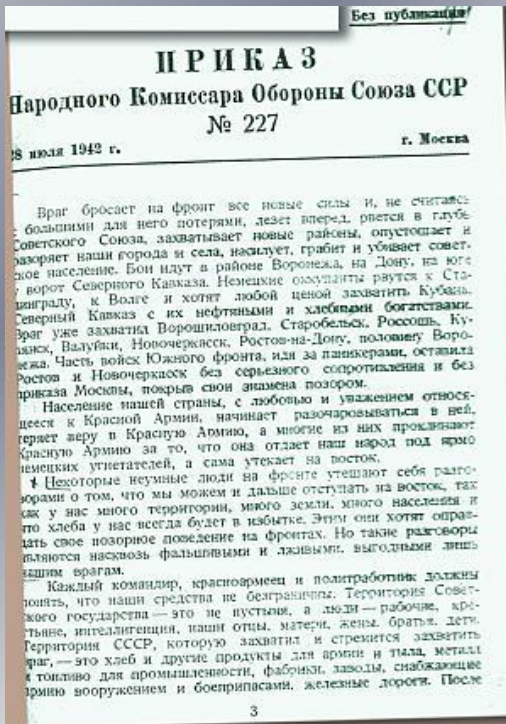 Без публикации
ПРИКАЗ
Народного Комиссара Обороны Союза ССР
№ 227
28 июля 1942 г. г. Москва
Враг бросает на фронт все новые силы и, не считаясь
с большими для него потерями, лезет вперед, рвется в глубь
Советского Союза, захватывает новые районы, опустошает и
разоряет наши города и села, насилует, грабит и убивает совет-
ское население. Бои идут в районе Воронежа, на Дону, на юге
у ворот Северного Кавказа. Немецкие оккупанты рвутся к Ста-
линграду, к Волге и хотят любой ценой захватить Кубань,
Северный Кавказ с их нефтяными и хлебными богатствами.
Враг уже захватил Ворошиловград, Старобельск, Россошь, Ку-
пянск, Валуйки, Новочеркасск, Ростов-на-Дону, половину Воро-
нежа. Часть войск Южного фронта, идя за паникерами, оставила
Ростов и Новочеркасск без серьезного сопротивления и без
приказа Москвы, покрыв свои знамена позором.
Население нашей страны, с любовью и уважением относя-
щееся к Красной Армии, начинает разочаровываться в ней,
теряет веру в Красную Армию, а многие из них проклинают
Красную Армию за то, что она отдает наш народ под ярмо
немецких угнетателей, а сама утекает на восток.
Некоторые неумные люди на фронте утешают себя разго-
ворами о том, что мы можем и дальше отступать на восток, так
как у нас много территории, много земли, много населения и
что хлеба у нас всегда будет в избытке. Этим они хотят оправ-
дать свое позорное поведение на фронтах. Но такие разговоры
являются насквозь фальшивыми и лживыми, выгодными лишь
нашим врагам.
Каждый командир, красноармеец и политработник должны
понять, что наши средства не безграничны. Территория Совет-
ского государства — это не пустыня, а люди — рабочие, кре-
стьяне, интеллигенция, наши отцы, матери, жены, братья, дети.
Территория СССР, которую захватил и стремится захватить
враг, — это хлеб и другие продукты для армии и тыла, металл
и топливо для промышленности, фабрики, заводы, снабжающие
армию вооружением и боеприпасами, железные дороги. После
3